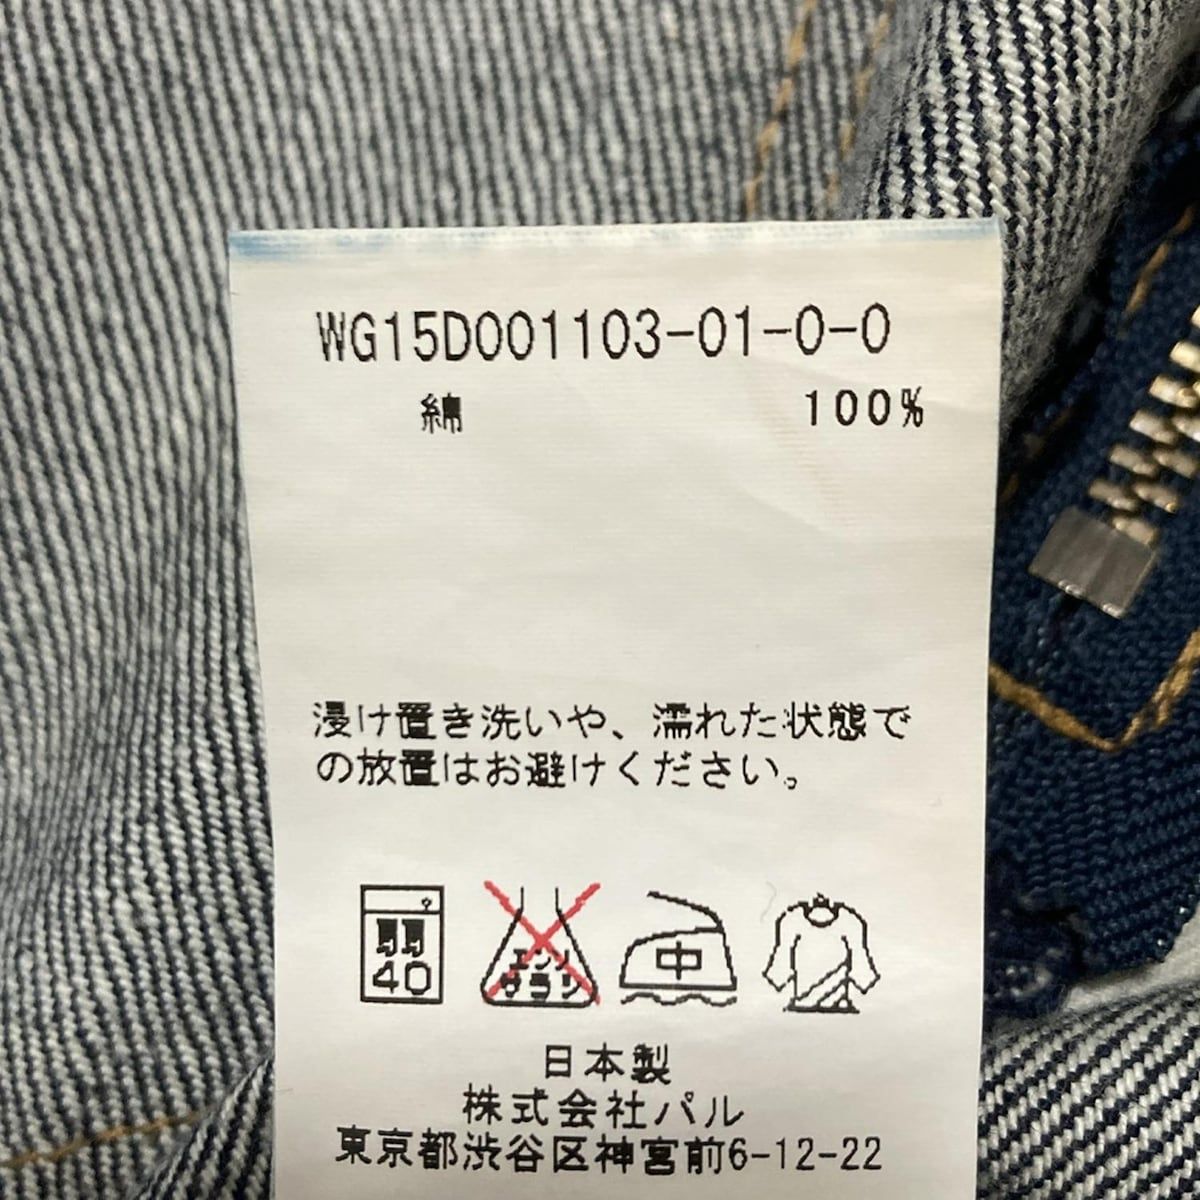 WG15D001103-01-0-0
綿 100%
浸け置き洗いや、濡れた状態で
の放置はお避けください。
弱
40
エンソ
サラシ
中
日本製
株式会社パル
東京都渋谷区神宮前6-12-22